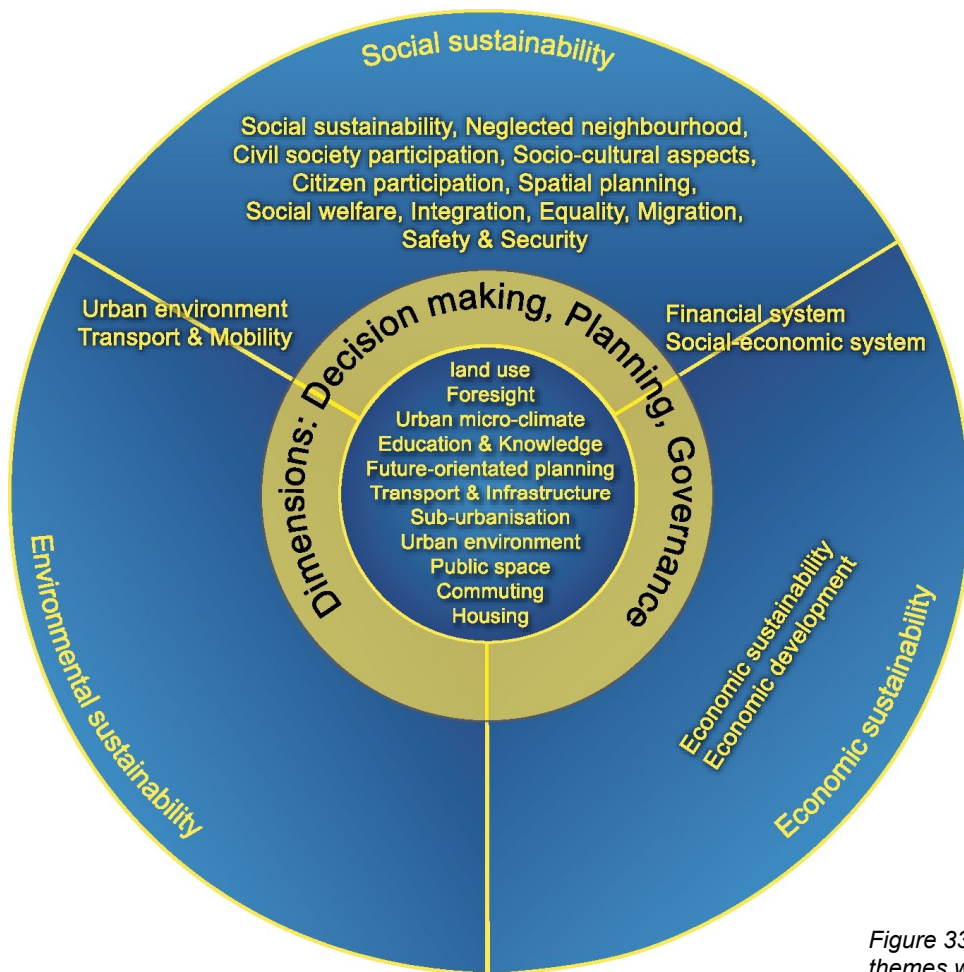 Social sustainability
Social sustainability, Neglected neighbourhood,
Civil society participation, Socio-cultural aspects,
Citizen participation, Spatial planning,
Social welfare, Integration, Equality, Migration,
Safety & Security
Urban environment
Transport & Mobility
Financial system
Social-economic system
Dimensions: Decision making, Planning, Governance
land use
Foresight
Urban micro-climate
Education & Knowledge
Future-orientated planning
Transport & Infrastructure
Sub-urbanisation
Urban environment
Public space
Commuting
Housing
Environmental sustainability
Economic sustainability
Economic development
Economic sustainability
Figure 33
themes w